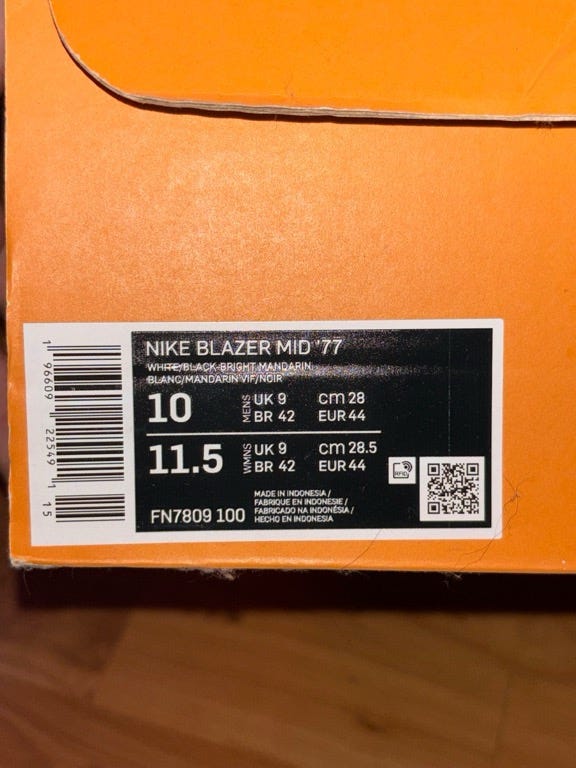 NIKE BLAZER MID '77
WHITE/BLACK-BRIGHT MANDARIN
BLANC/MANDARIN VIF/NOIR
10 MENS UK 9 CM 28
BR 42 EUR 44
11.5 WMNS UK 9 CM 28.5
BR 42 EUR 44
RFID
FN7809 100
MADE IN INDONESIA/
FABRIQUE EN INDONESIE/
FABRICADO NA INDONÉSIA/
HECHO EN INDONESIA
1 96609 22549 1 15